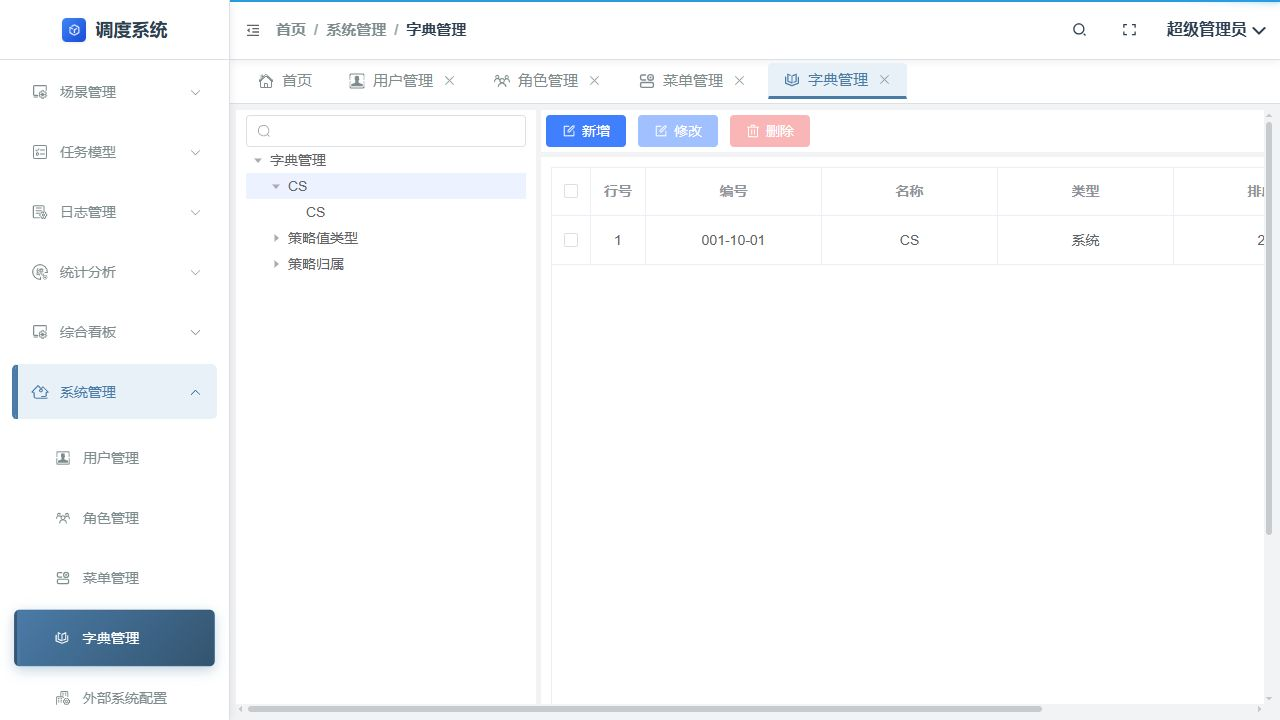 调度系统
首页 / 系统管理 / 字典管理
超级管理员
首页
用户管理
角色管理
菜单管理
字典管理
场景管理
任务模型
日志管理
统计分析
综合看板
系统管理
用户管理
角色管理
菜单管理
字典管理
外部系统配置
字典管理
CS
CS
策略值类型
策略归属
新增
修改
删除
行号 编号 名称 类型
1 001-10-01 CS 系统 2